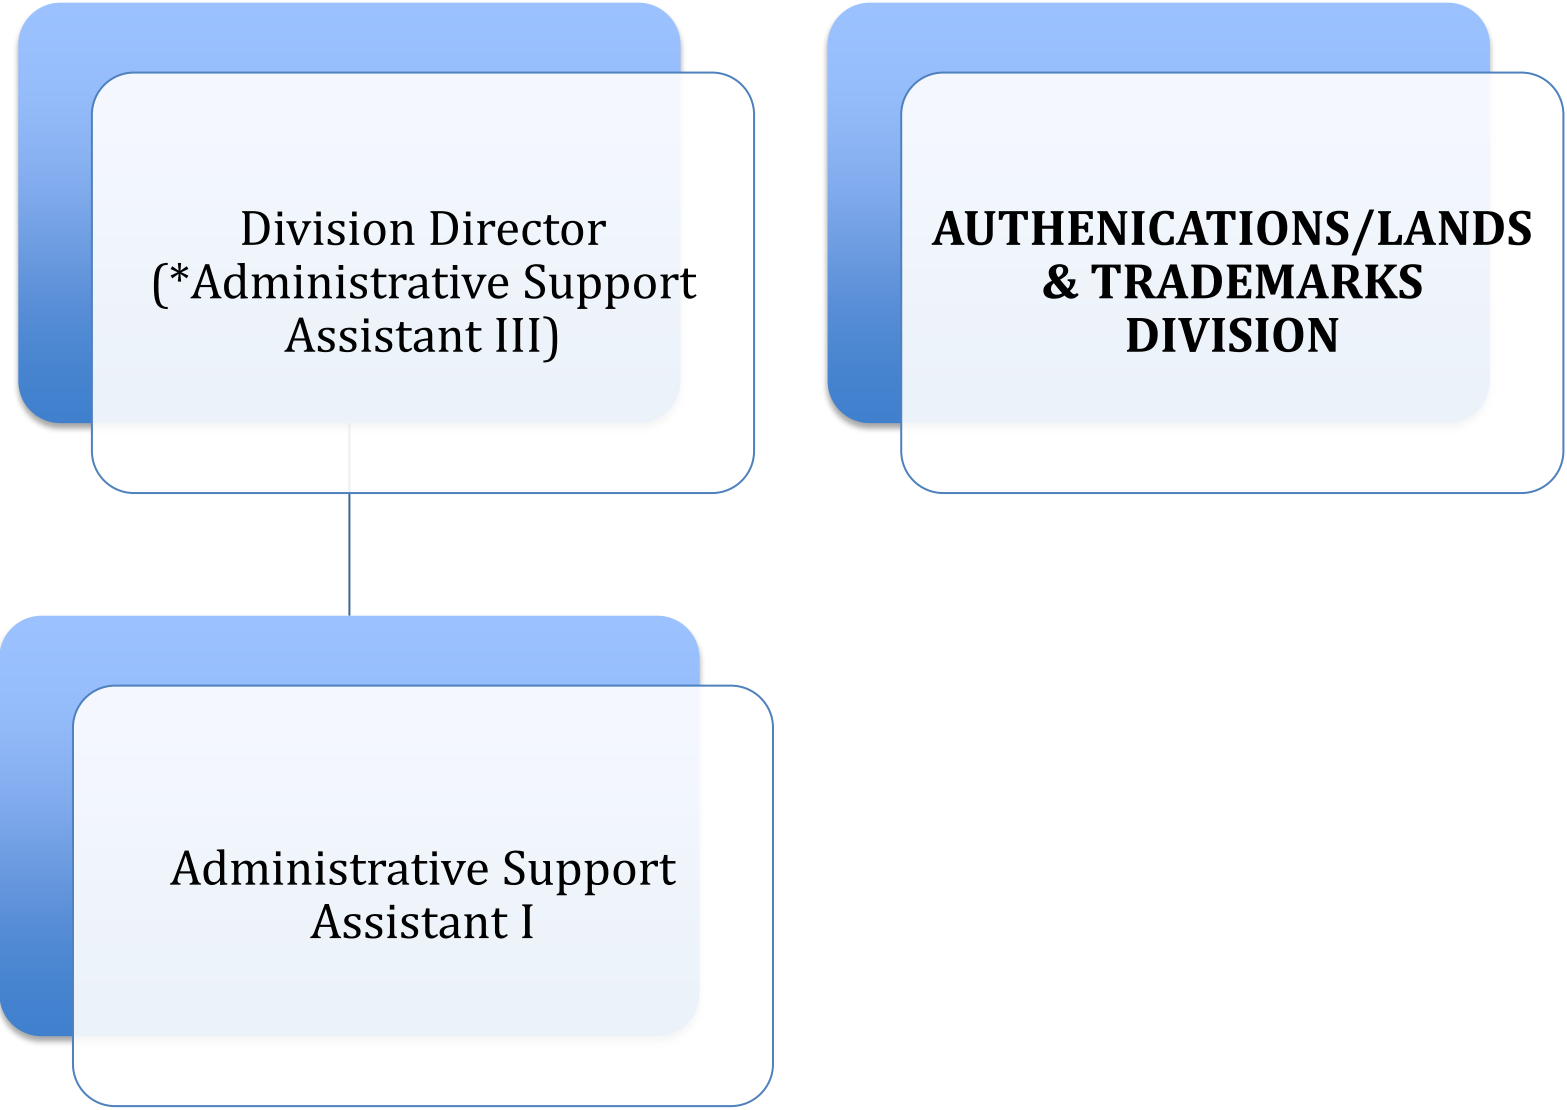 Division Director
(*Administrative Support
Assistant III)
AUTHENICATIONS/LANDS
& TRADEMARKS
DIVISION
Administrative Support
Assistant I